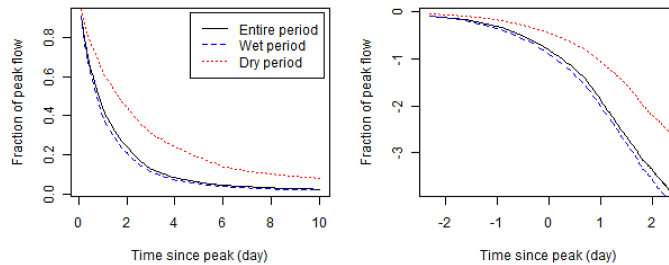 Entire period
Wet period
Dry period
Fraction of peak flow
0.0 0.2 0.4 0.6 0.8
0 2 4 6 8 10
Time since peak (day)
Fraction of peak flow
-3 -2 -1 0
-2 -1 0 1 2
Time since peak (day)